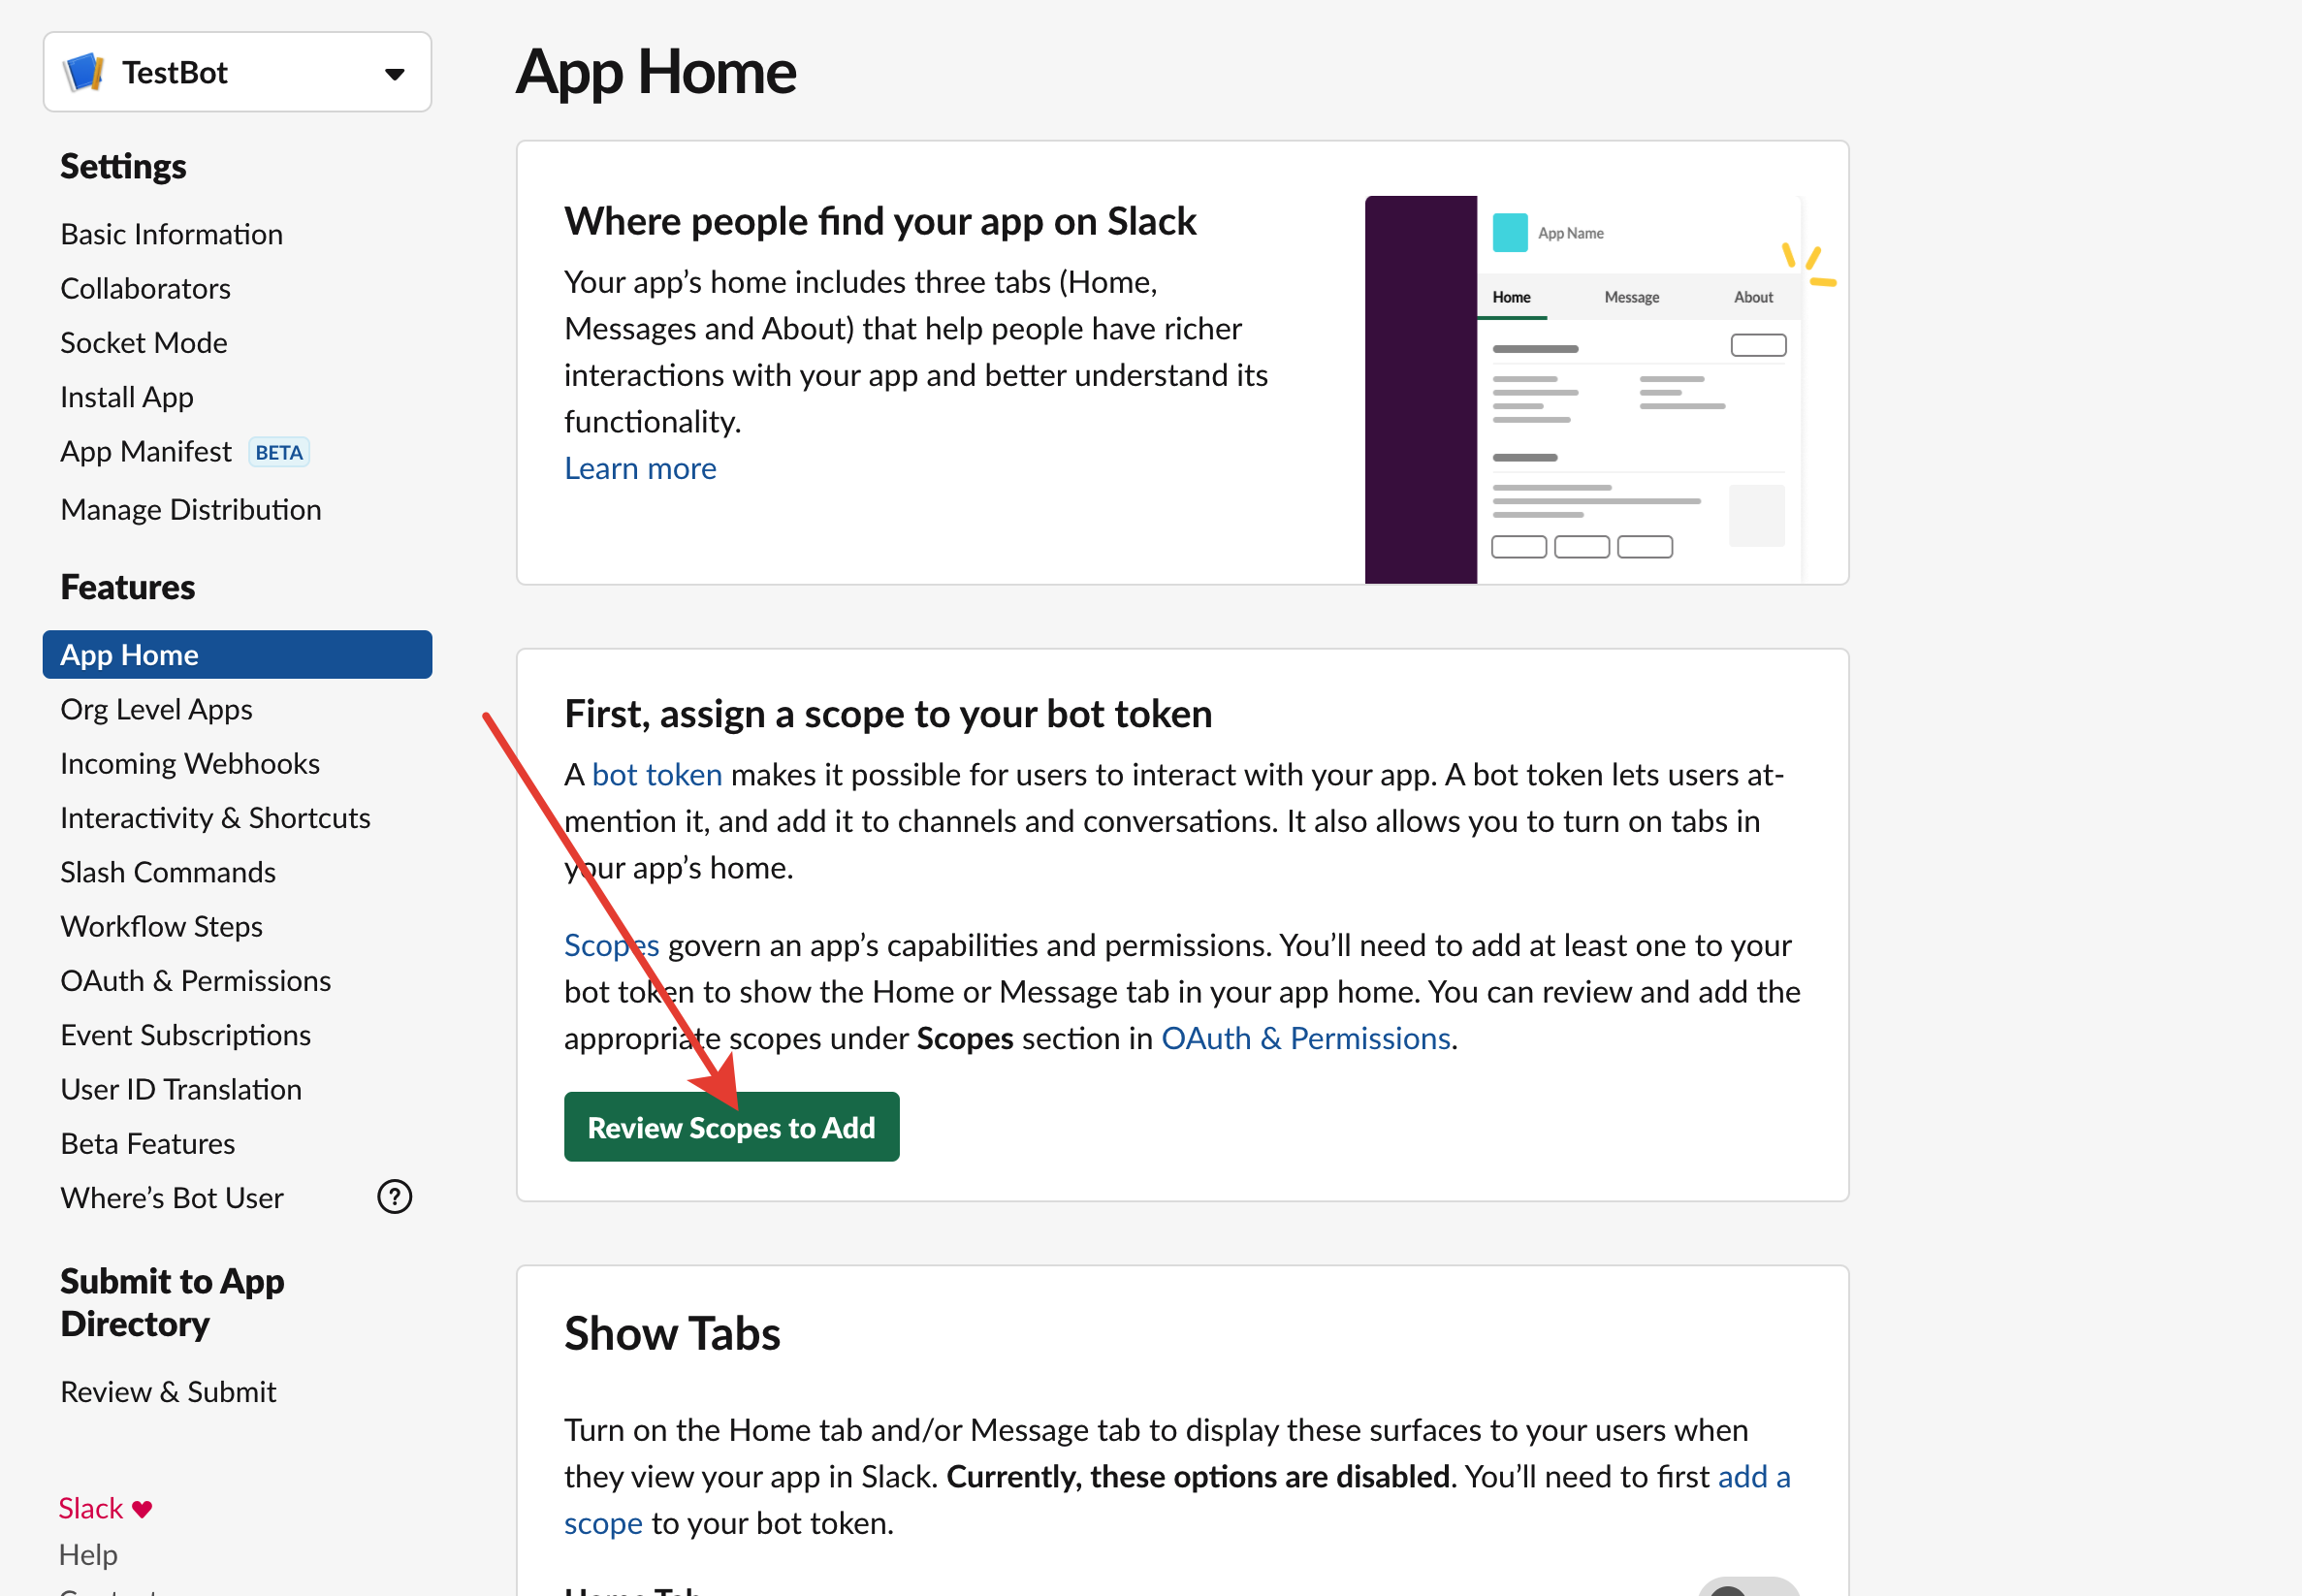 TestBot
Settings
Basic Information
Collaborators
Socket Mode
Install App
App Manifest BETA
Manage Distribution
Features
App Home
Org Level Apps
Incoming Webhooks
Interactivity & Shortcuts
Slash Commands
Workflow Steps
OAuth & Permissions
Event Subscriptions
User ID Translation
Beta Features
Where’s Bot User ?
Submit to App
Directory
Review & Submit
Slack ♥
Help
App Home
Where people find your app on Slack
Your app’s home includes three tabs (Home,
Messages and About) that help people have richer
interactions with your app and better understand its
functionality.
Learn more
App Name
Home Message About
First, assign a scope to your bot token
A bot token makes it possible for users to interact with your app. A bot token lets users at-
mention it, and add it to channels and conversations. It also allows you to turn on tabs in
your app’s home.
Scopes govern an app’s capabilities and permissions. You’ll need to add at least one to your
bot token to show the Home or Message tab in your app home. You can review and add the
appropriate scopes under Scopes section in OAuth & Permissions.
Review Scopes to Add
Show Tabs
Turn on the Home tab and/or Message tab to display these surfaces to your users when
they view your app in Slack. Currently, these options are disabled. You’ll need to first add a
scope to your bot token.
Home Tab